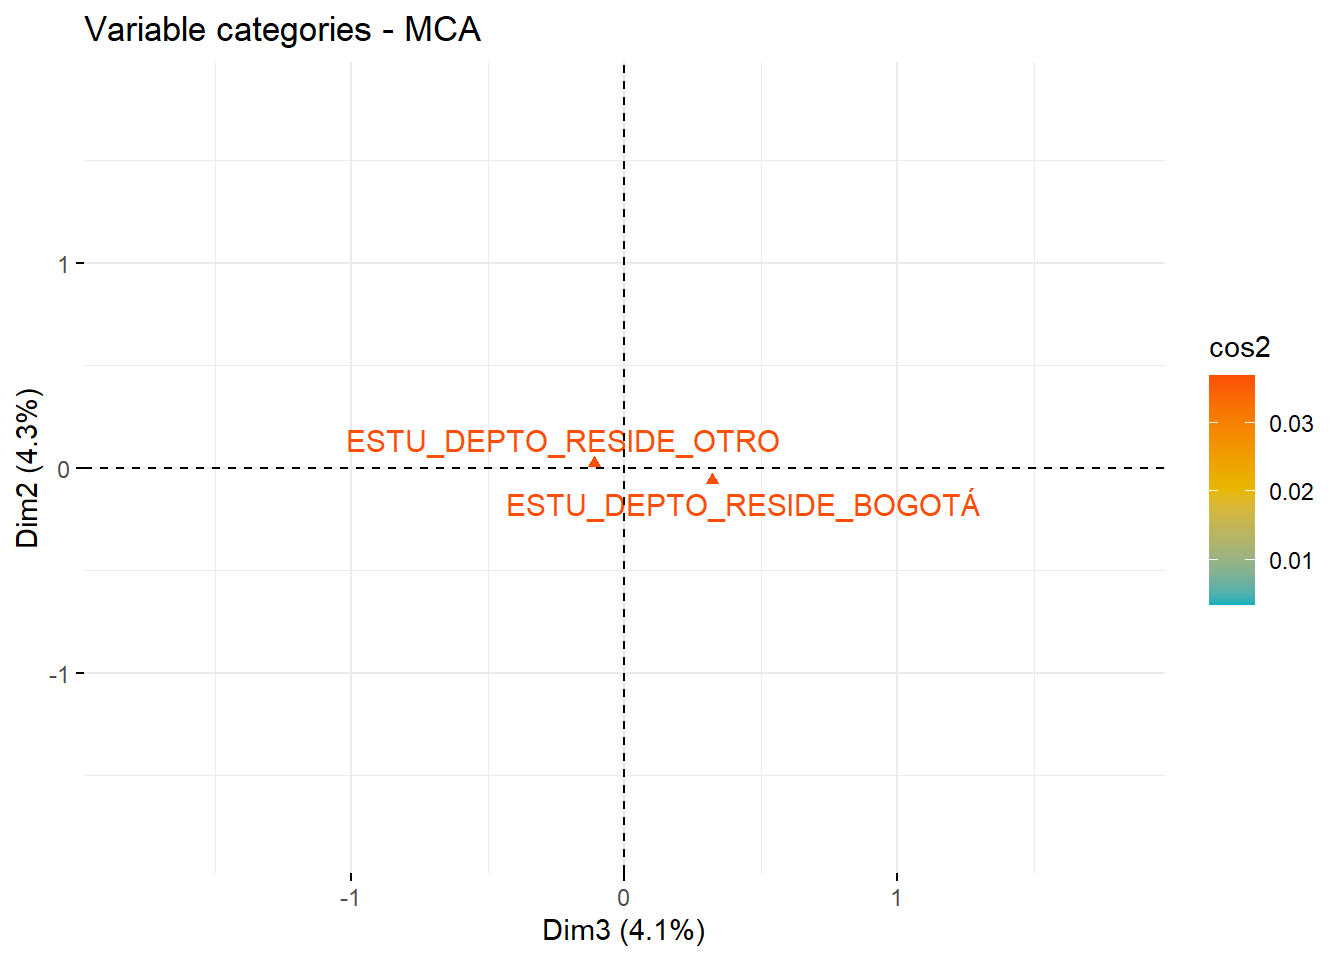 Variable categories - MCA
Dim2 (4.3%)
1
0
-1
ESTU_DEPTO_RESIDE_OTRO
ESTU_DEPTO_RESIDE_BOGOTÁ
-1
0
1
Dim3 (4.1%)
cos2
0.03
0.02
0.01